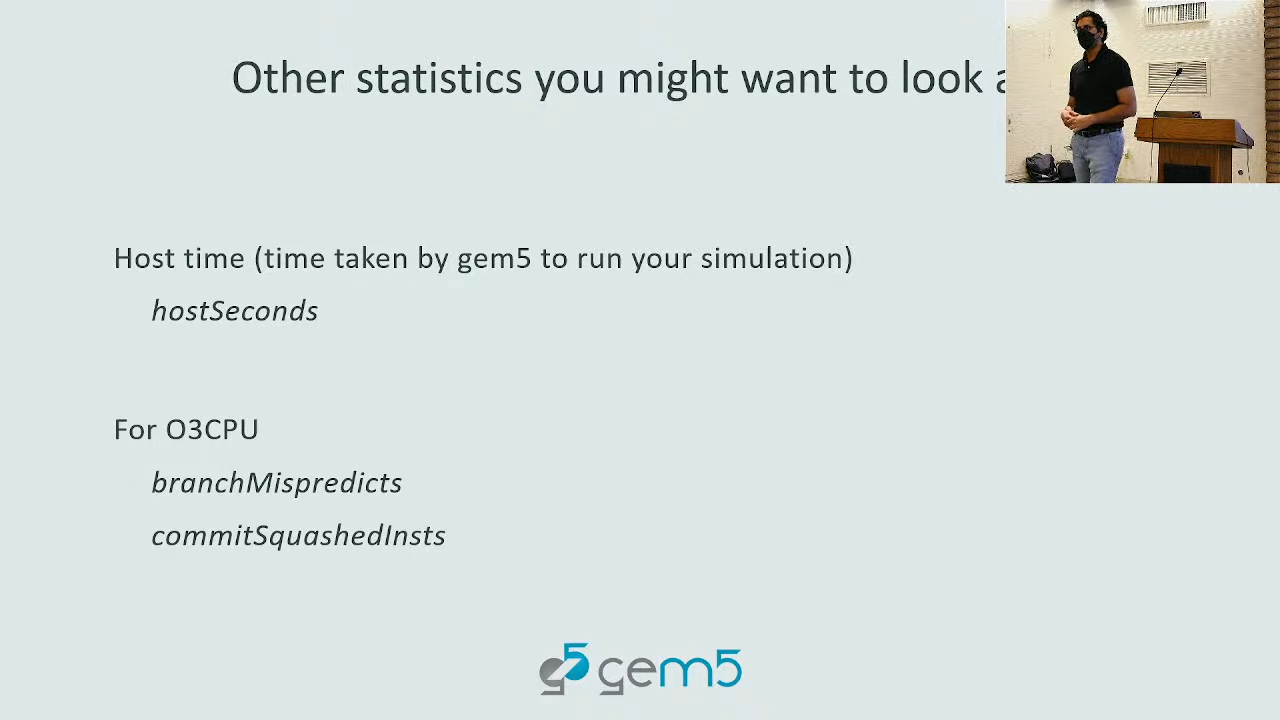 Other statistics you might want to look
Host time (time taken by gem5 to run your simulation)
hostSeconds
For O3CPU
branchMispredicts
commitSquashedInsts
gem5